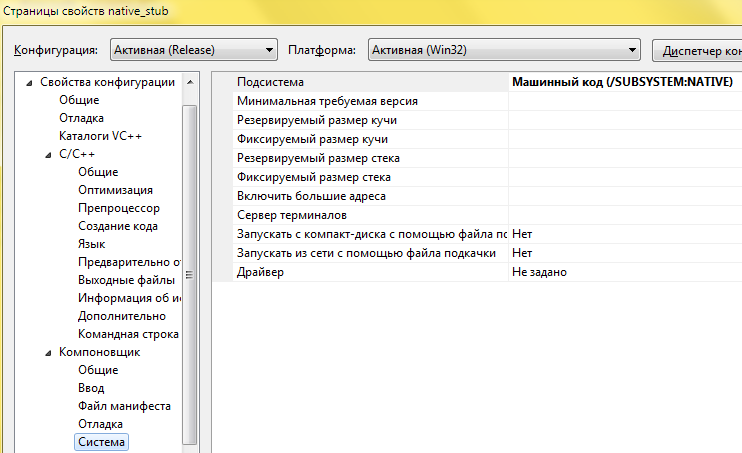 Страницы свойств native_stub
Конфигурация: Активная (Release) Платформа: Активная (Win32) Диспетчер кон
Свойства конфигурации
Общие
Отладка
Каталоги VC++
C/C++
Общие
Оптимизация
Препроцессор
Создание кода
Язык
Предварительно от
Выходные файлы
Информация об ис
Дополнительно
Командная строка
Компоновщик
Общие
Ввод
Файл манифеста
Отладка
Система
Подсистема Машинный код (/SUBSYSTEM:NATIVE)
Минимальная требуемая версия
Резервируемый размер кучи
Фиксируемый размер кучи
Резервируемый размер стека
Фиксируемый размер стека
Включить большие адреса
Сервер терминалов
Запускать с компакт-диска с помощью файла по Нет
Запускать из сети с помощью файла подкачки Нет
Драйвер Не задано